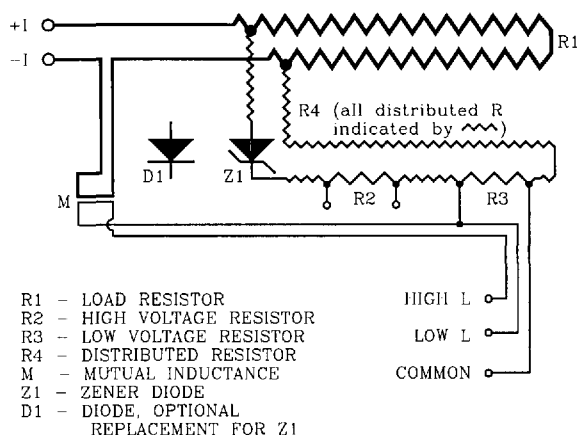 +I
-I
R1
R4 (all distributed R
indicated by )
D1
Z1
R2
R3
M
HIGH L
LOW L
COMMON
R1 - LOAD RESISTOR
R2 - HIGH VOLTAGE RESISTOR
R3 - LOW VOLTAGE RESISTOR
R4 - DISTRIBUTED RESISTOR
M - MUTUAL INDUCTANCE
Z1 - ZENER DIODE
D1 - DIODE, OPTIONAL
REPLACEMENT FOR Z1